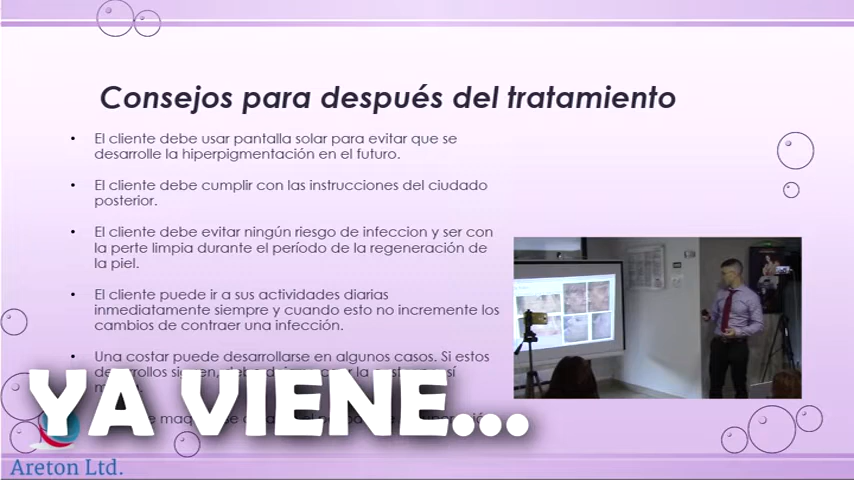 Consejos para después del tratamiento
• El cliente debe usar pantalla solar para evitar que se
desarrolle la hiperpigmentación en el futuro.
• El cliente debe cumplir con las instrucciones del ciudado
posterior.
• El cliente debe evitar ningún riesgo de infeccion y ser con
la perte limpia durante el período de la regeneración de
la piel.
• El cliente puede ir a sus actividades diarias
inmediatamente siempre y cuando esto no incremente los
cambios de contraer una infección.
• Una costar puede desarrollarse en algunos casos. Si estos
YA VIENE...
Areton Ltd.